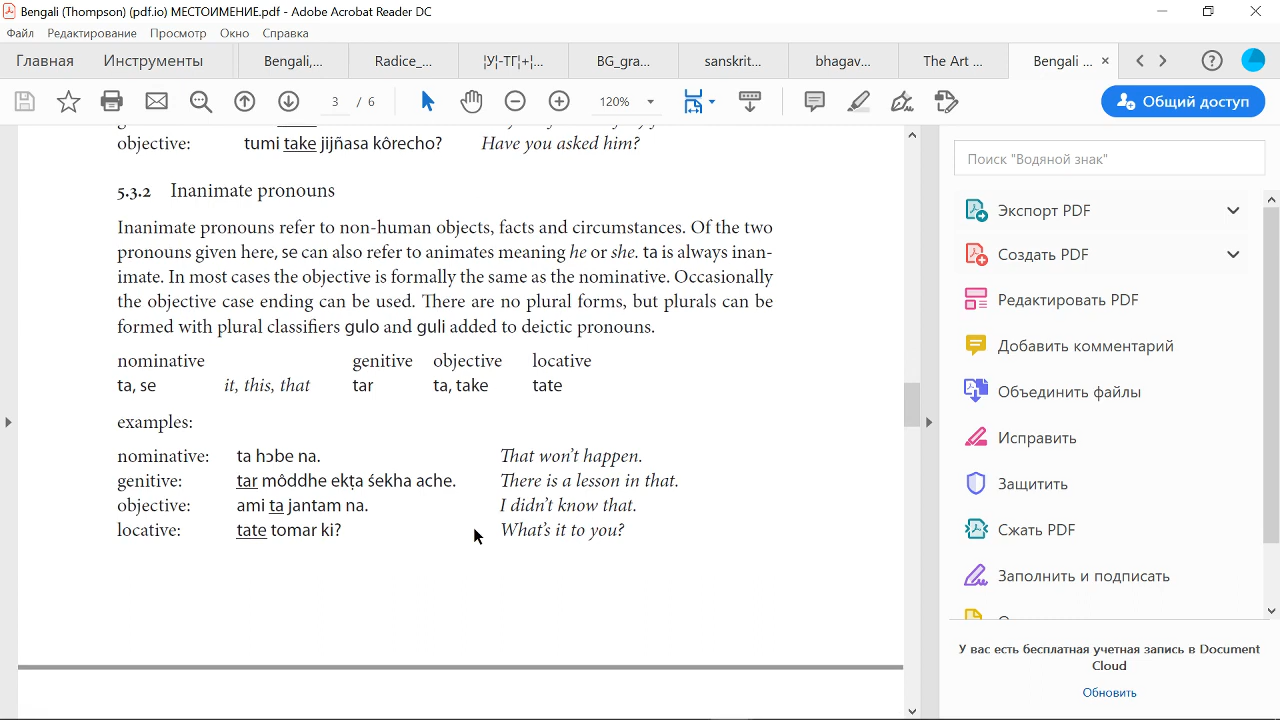 Bengali (Thompson) (pdf.io) МЕСТОИМЕНИЕ.pdf - Adobe Acrobat Reader DC
Файл Редактирование Просмотр Окно Справка
Главная Инструменты Bengali,... Radice_... ¦У¦-ТГ¦+¦... BG_gra... sanskrit... bhagav... The Art ... Bengali ... ×
3 / 6 120% Общий доступ
objective: tumi take jijñasa kôrecho? Have you asked him?
5.3.2 Inanimate pronouns
Inanimate pronouns refer to non-human objects, facts and circumstances. Of the two
pronouns given here, se can also refer to animates meaning he or she. ta is always inan-
imate. In most cases the objective is formally the same as the nominative. Occasionally
the objective case ending can be used. There are no plural forms, but plurals can be
formed with plural classifiers gulo and guli added to deictic pronouns.
nominative genitive objective locative
ta, se it, this, that tar ta, take tate
examples:
nominative: ta hɔbe na. That won't happen.
genitive: tar môddhe ekṭa śekha ache. There is a lesson in that.
objective: ami ta jantam na. I didn't know that.
locative: tate tomar ki? What's it to you?
Поиск "Водяной знак"
Экспорт PDF
Создать PDF
Редактировать PDF
Добавить комментарий
Объединить файлы
Исправить
Защитить
Сжать PDF
Заполнить и подписать
У вас есть бесплатная учетная запись в Document
Cloud
Обновить